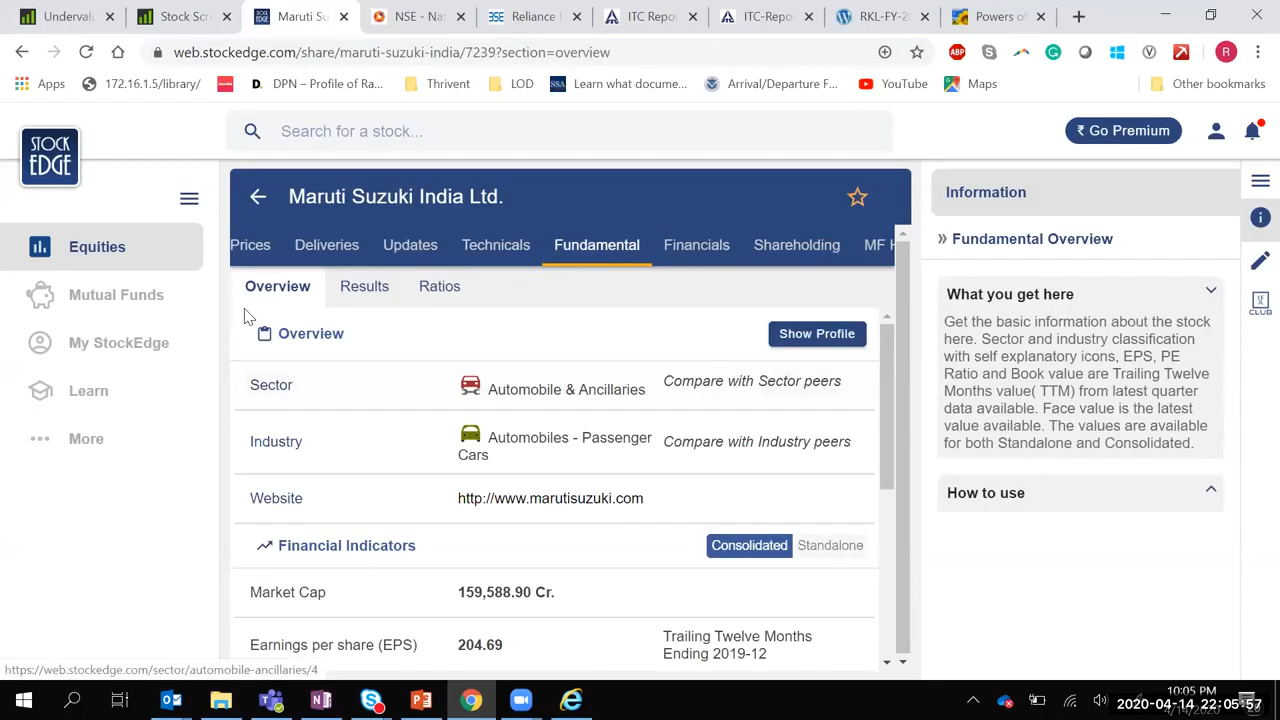 Underval
Stock Scr
Maruti Su
NSE - Na
Reliance
ITC Repo
ITC-Repor
RKL-FY-2
Powers of
web.stockedge.com/share/maruti-suzuki-india/7239?section=overview
ABP
R
Apps
172.16.1.5/library/
D. DPN – Profile of Ra...
Thrivent
LOD
SSA Learn what docume...
Arrival/Departure F...
YouTube
Maps
Other bookmarks
STOCK
EDGE
Search for a stock...
₹ Go Premium
Maruti Suzuki India Ltd.
Prices
Deliveries
Updates
Technicals
Fundamental
Financials
Shareholding
MF H
Equities
Mutual Funds
My StockEdge
Learn
More
Overview
Results
Ratios
Overview
Show Profile
Sector
Automobile & Ancillaries
Compare with Sector peers
Industry
Automobiles - Passenger
Cars
Compare with Industry peers
Website
http://www.marutisuzuki.com
Financial Indicators
Consolidated
Standalone
Market Cap
159,588.90 Cr.
Earnings per share (EPS)
204.69
Trailing Twelve Months
Ending 2019-12
Information
» Fundamental Overview
What you get here
Get the basic information about the stock
here. Sector and industry classification
with self explanatory icons, EPS, PE
Ratio and Book value are Trailing Twelve
Months value( TTM) from latest quarter
data available. Face value is the latest
value available. The values are available
for both Standalone and Consolidated.
How to use
CLUB
https://web.stockedge.com/sector/automobile-ancillaries/4
10:05 PM
2020-04-14 22:05:57